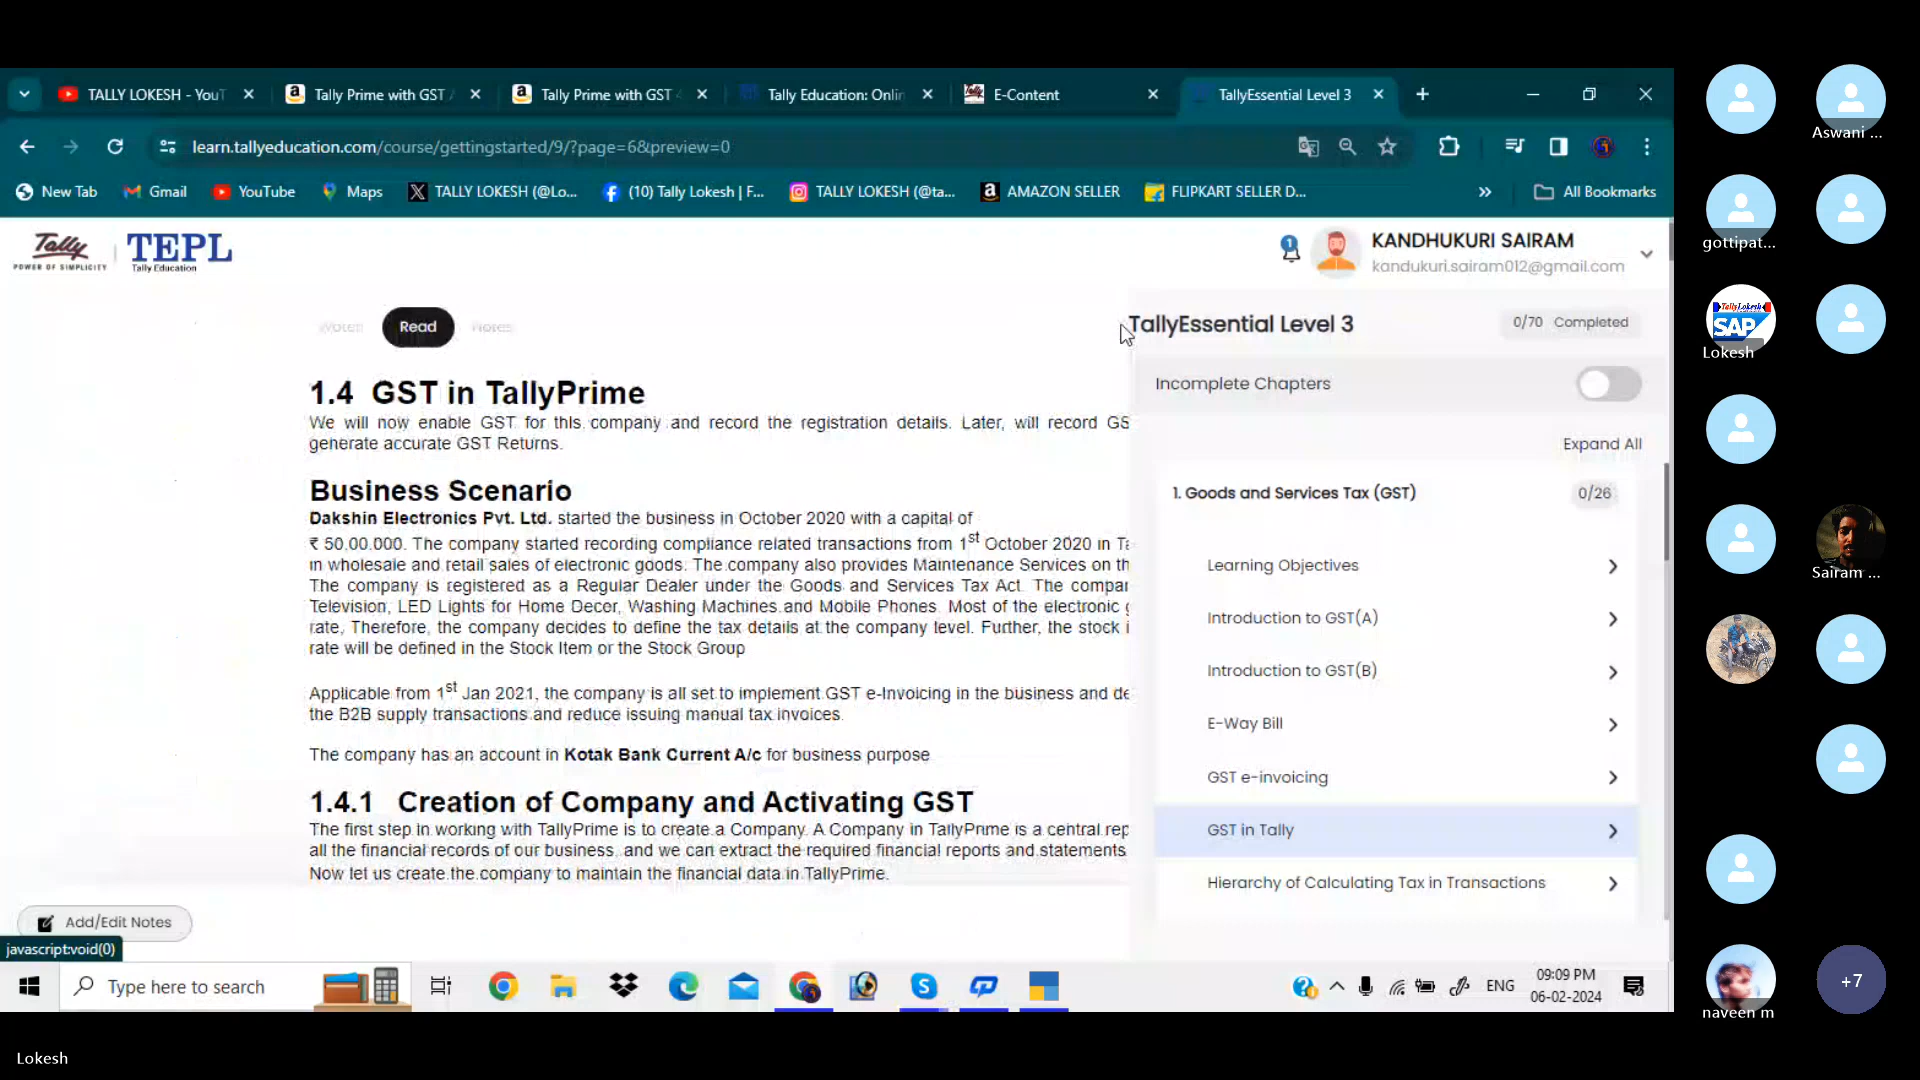 TALLY LOKESH - YouT
Tally Prime with GST
Tally Prime with GST
Tally Education: Onlin
E-Content
TallyEssential Level 3
learn.tallyeducation.com/course/gettingstarted/9/?page=6&preview=0
New Tab
Gmail
YouTube
Maps
TALLY LOKESH (@Lo...
(10) Tally Lokesh | F...
TALLY LOKESH (@ta...
AMAZON SELLER
FLIPKART SELLER D...
»
All Bookmarks
Tally
POWER OF SIMPLICITY
TEPL
Tally Education
1
KANDHUKURI SAIRAM
kandukuri.sairam012@gmail.com
Watch
Read
Notes
1.4 GST in TallyPrime
We will now enable GST for this company and record the registration details. Later, will record GS
generate accurate GST Returns.
Business Scenario
Dakshin Electronics Pvt. Ltd. started the business in October 2020 with a capital of
₹ 50,00,000. The company started recording compliance related transactions from 1st October 2020 in Ta
in wholesale and retail sales of electronic goods. The company also provides Maintenance Services on th
The company is registered as a Regular Dealer under the Goods and Services Tax Act. The compan
Television, LED Lights for Home Decor, Washing Machines and Mobile Phones. Most of the electronic g
rate, Therefore, the company decides to define the tax details at the company level. Further, the stock i
rate will be defined in the Stock Item or the Stock Group
Applicable from 1st Jan 2021, the company is all set to implement GST e-Invoicing in the business and de
the B2B supply transactions and reduce issuing manual tax invoices.
The company has an account in Kotak Bank Current A/c for business purpose
1.4.1 Creation of Company and Activating GST
The first step in working with TallyPrime is to create a Company. A Company in TallyPrime is a central rep
all the financial records of our business, and we can extract the required financial reports and statements
Now let us create the company to maintain the financial data in TallyPrime.
Add/Edit Notes
javascript:void(0)
TallyEssential Level 3
0/70 Completed
Incomplete Chapters
Expand All
1. Goods and Services Tax (GST)
0/26
Learning Objectives
Introduction to GST(A)
Introduction to GST(B)
E-Way Bill
GST e-invoicing
GST in Tally
Hierarchy of Calculating Tax in Transactions
Type here to search
ENG
09:09 PM
06-02-2024
Aswani ...
gottipat...
TallyLokesh
SAP
Lokesh
Sairam ...
naveen m
+7
Lokesh